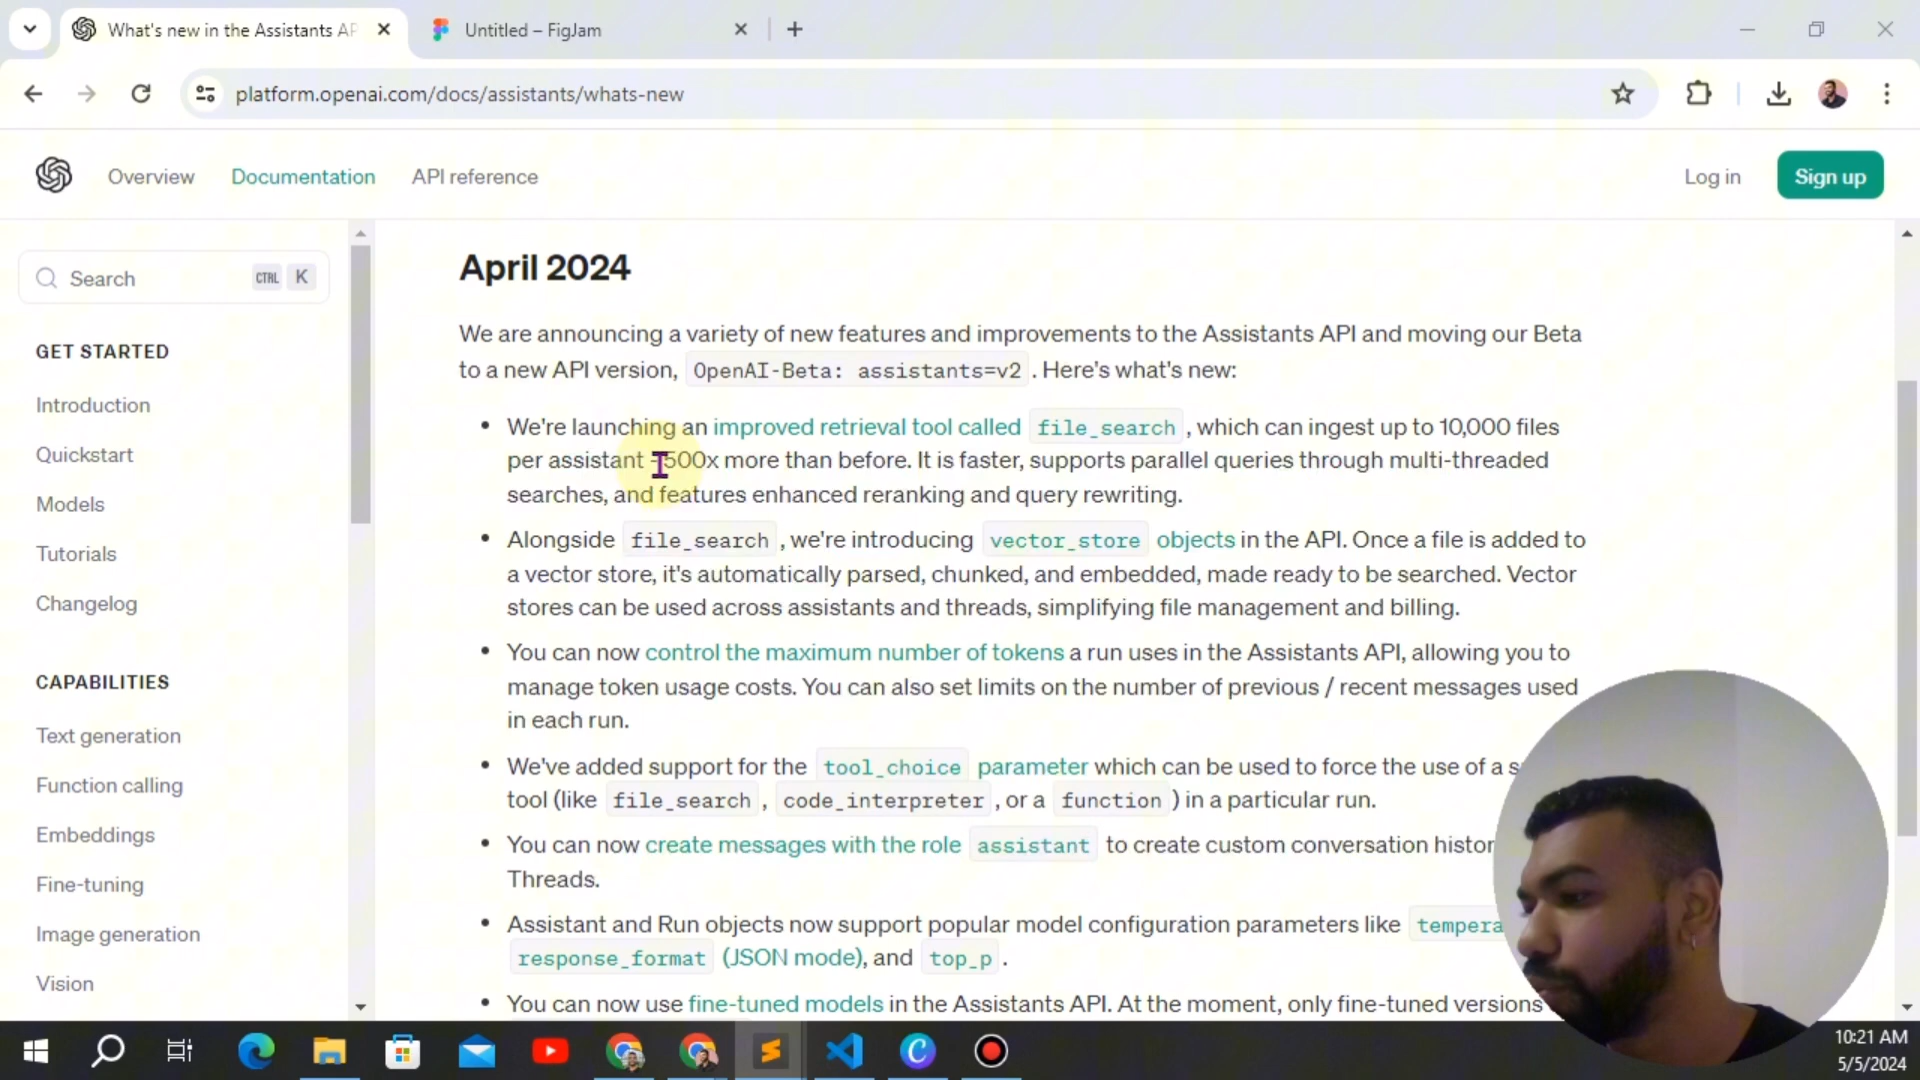 What's new in the Assistants AP
Untitled – FigJam
platform.openai.com/docs/assistants/whats-new
Overview
Documentation
API reference
Log in
Sign up
Search
CTRL K
GET STARTED
Introduction
Quickstart
Models
Tutorials
Changelog
CAPABILITIES
Text generation
Function calling
Embeddings
Fine-tuning
Image generation
Vision
April 2024
We are announcing a variety of new features and improvements to the Assistants API and moving our Beta
to a new API version, OpenAI-Beta: assistants=v2 . Here's what's new:
• We're launching an improved retrieval tool called file_search , which can ingest up to 10,000 files
per assistant - 500x more than before. It is faster, supports parallel queries through multi-threaded
searches, and features enhanced reranking and query rewriting.
• Alongside file_search , we're introducing vector_store objects in the API. Once a file is added to
a vector store, it's automatically parsed, chunked, and embedded, made ready to be searched. Vector
stores can be used across assistants and threads, simplifying file management and billing.
• You can now control the maximum number of tokens a run uses in the Assistants API, allowing you to
manage token usage costs. You can also set limits on the number of previous / recent messages used
in each run.
• We've added support for the tool_choice parameter which can be used to force the use of a s
tool (like file_search , code_interpreter , or a function ) in a particular run.
• You can now create messages with the role assistant to create custom conversation histor
Threads.
• Assistant and Run objects now support popular model configuration parameters like tempera
response_format (JSON mode), and top_p .
• You can now use fine-tuned models in the Assistants API. At the moment, only fine-tuned versions
10:21 AM
5/5/2024